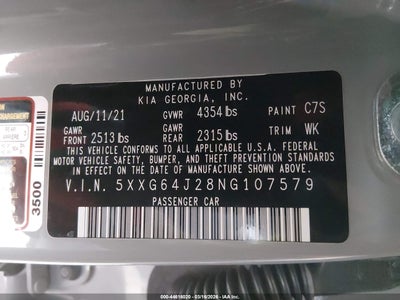 MANUFACTURED BY
KIA GEORGIA, INC.
AUG/11/21 GVWR 4354 lbs PAINT C7S
GAWR GAWR
FRONT 2513 lbs REAR 2315 lbs TRIM WK
THIS VEHICLE CONFORMS TO ALL APPLICABLE U.S.A. FEDERAL
MOTOR VEHICLE SAFETY, BUMPER, AND THEFT PREVENTION STANDARDS
IN EFFECT ON THE DATE OF MANUFACTURE SHOWN ABOVE.
V.I.N. 5XXG64J28NG107579
PASSENGER CAR
3500
000-44618020 - 03/18/2026 - IAA, Inc.